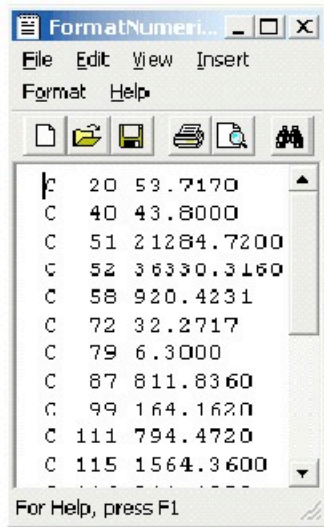 FormatNumeri...
File Edit View Insert
Format Help
C 20 53.7170
C 40 43.8000
C 51 21284.7200
C 52 36330.3160
C 58 920.4231
C 72 32.2717
C 79 6.3000
C 87 811.8360
C 99 164.1620
C 111 794.4720
C 115 1564.3600
For Help, press F1